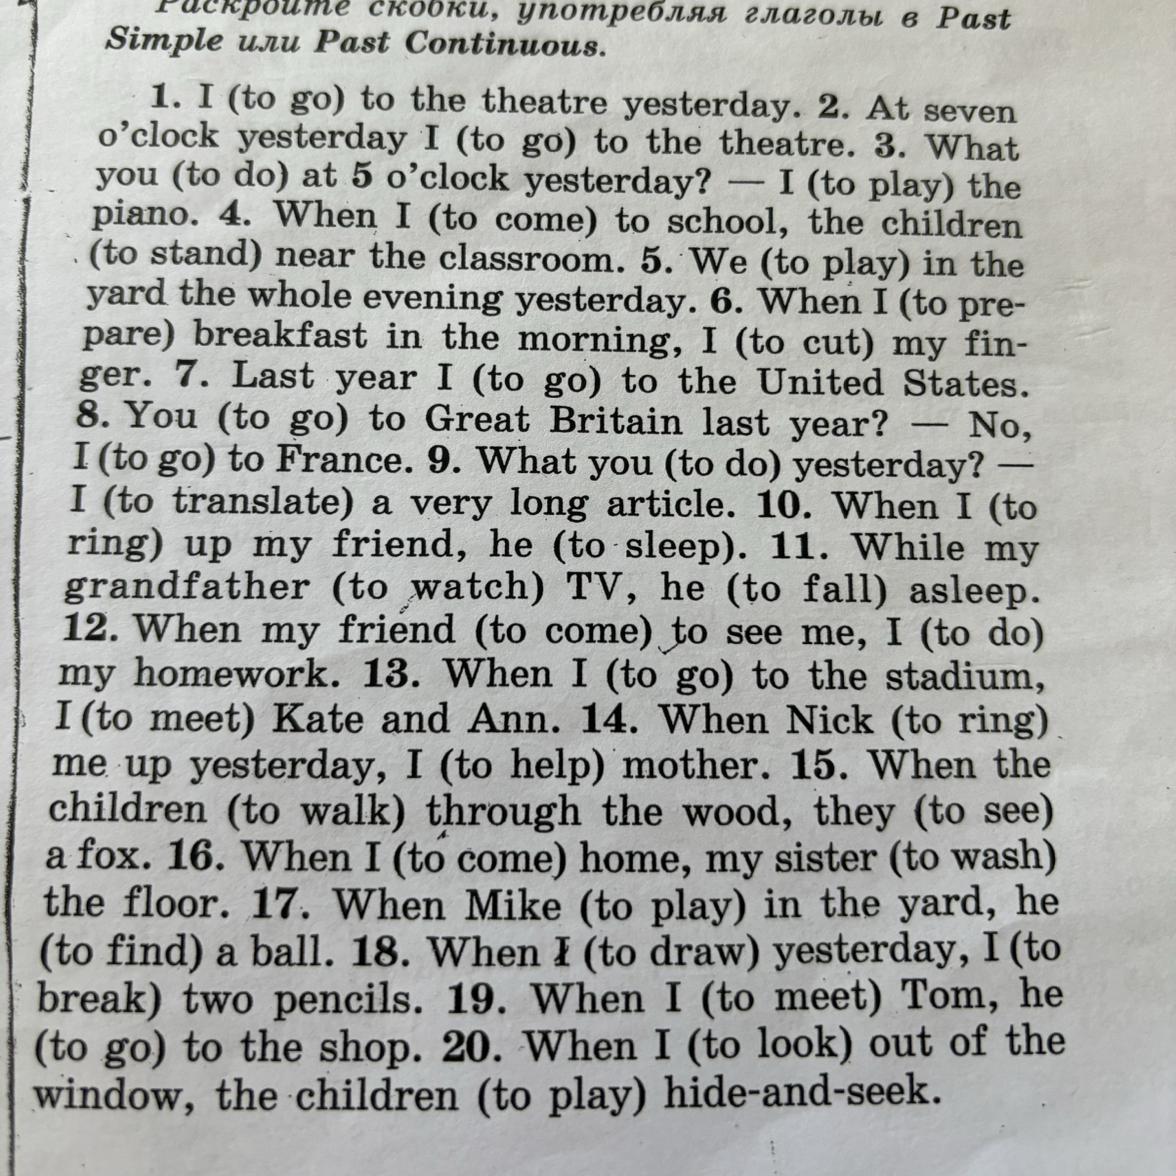 Раскройте скобки, употребляя глаголы в Past
Simple или Past Continuous.
1. I (to go) to the theatre yesterday. 2. At seven
o'clock yesterday I (to go) to the theatre. 3. What
you (to do) at 5 o'clock yesterday? — I (to play) the
piano. 4. When I (to come) to school, the children
(to stand) near the classroom. 5. We (to play) in the
yard the whole evening yesterday. 6. When I (to pre-
pare) breakfast in the morning, I (to cut) my fin-
ger. 7. Last year I (to go) to the United States.
8. You (to go) to Great Britain last year? — No,
I (to go) to France. 9. What you (to do) yesterday? —
I (to translate) a very long article. 10. When I (to
ring) up my friend, he (to sleep). 11. While my
grandfather (to watch) TV, he (to fall) asleep.
12. When my friend (to come) to see me, I (to do)
my homework. 13. When I (to go) to the stadium,
I (to meet) Kate and Ann. 14. When Nick (to ring)
me up yesterday, I (to help) mother. 15. When the
children (to walk) through the wood, they (to see)
a fox. 16. When I (to come) home, my sister (to wash)
the floor. 17. When Mike (to play) in the yard, he
(to find) a ball. 18. When I (to draw) yesterday, I (to
break) two pencils. 19. When I (to meet) Tom, he
(to go) to the shop. 20. When I (to look) out of the
window, the children (to play) hide-and-seek.